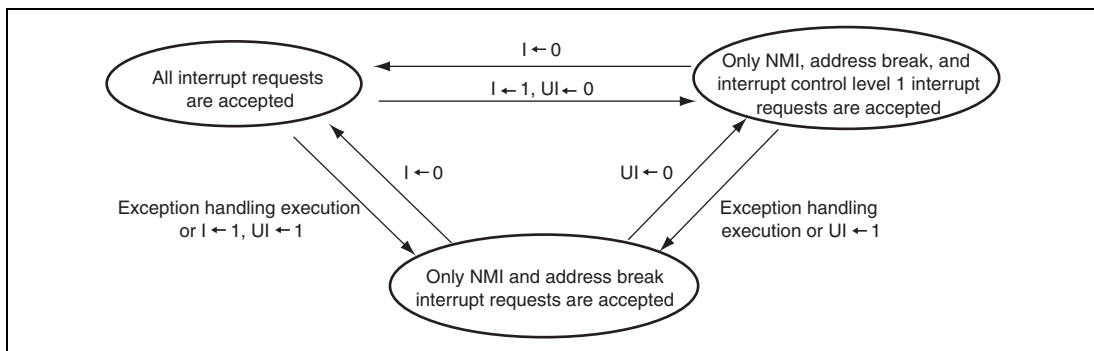 I ← 0
All interrupt requests
are accepted
Only NMI, address break, and
interrupt control level 1 interrupt
requests are accepted
I ← 1, UI ← 0
I ← 0
UI ← 0
Exception handling execution
or I ← 1, UI ← 1
Exception handling
execution or UI ← 1
Only NMI and address break
interrupt requests are accepted